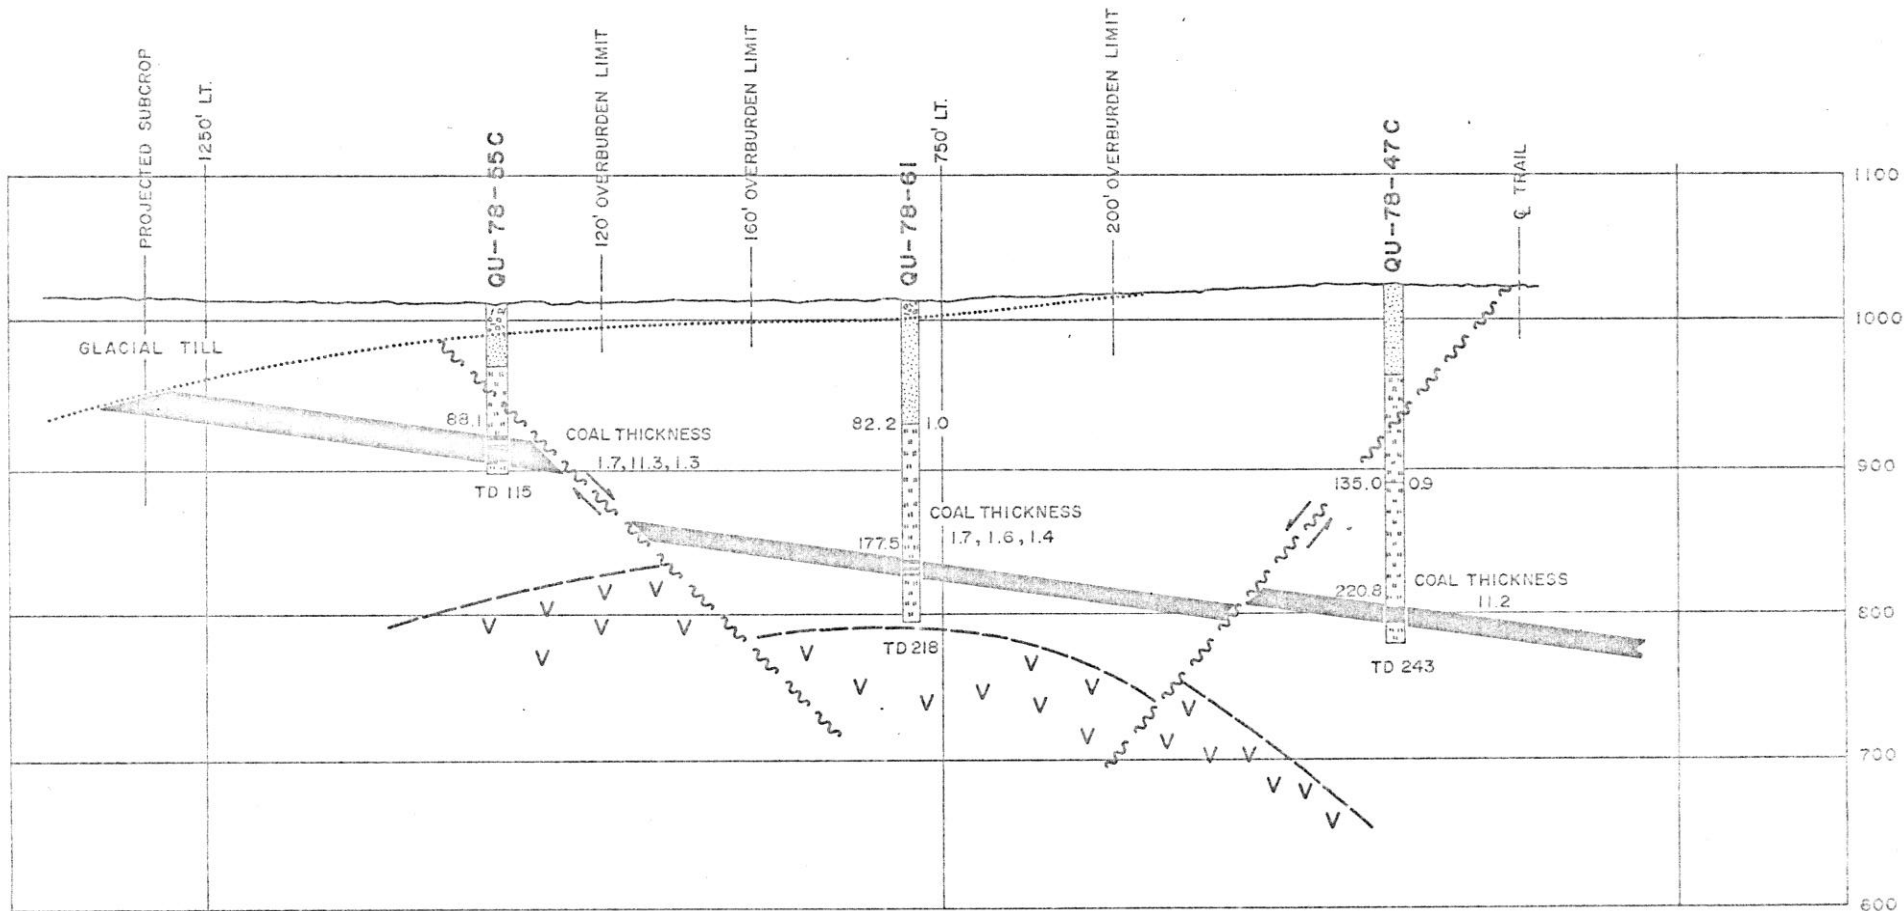 PROJECTED SUBCROP
1250' LT.
QU-78-55C
120' OVERBURDEN LIMIT
160' OVERBURDEN LIMIT
QU-78-61
750' LT.
200' OVERBURDEN LIMIT
QU-78-47C
℄ TRAIL
1100
1000
GLACIAL TILL
88.1
COAL THICKNESS
1.7, 11.3, 1.3
TD 115
82.2
1.0
900
135.0
0.9
COAL THICKNESS
1.7, 1.6, 1.4
177.5
220.8
COAL THICKNESS
11.2
800
TD 218
TD 243
700
600